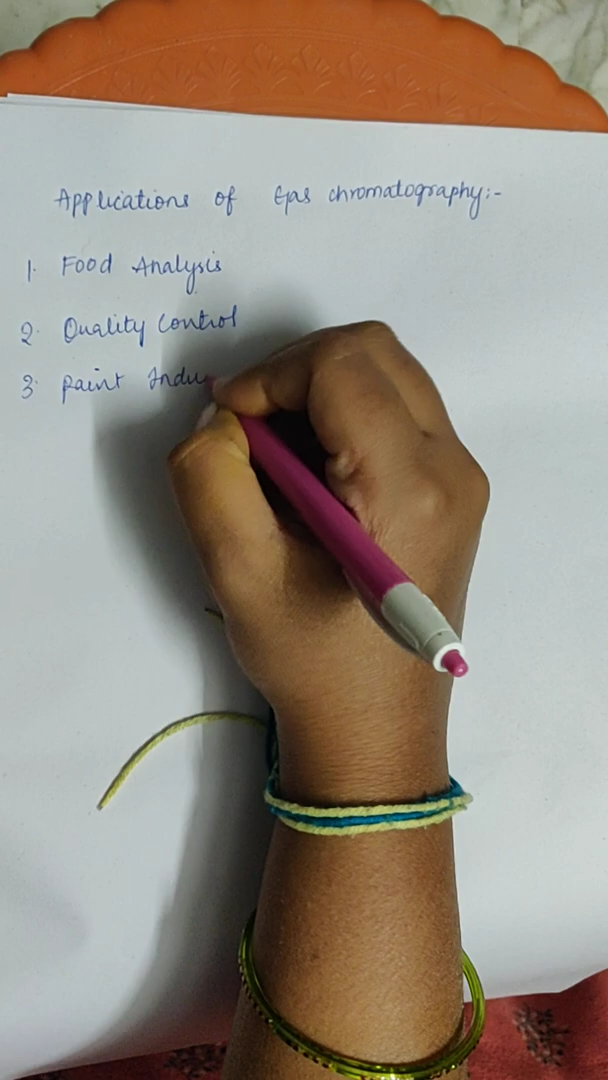 Applications of Gas chromatography:-
1. Food Analysis
2. Quality Control
3. paint Indu